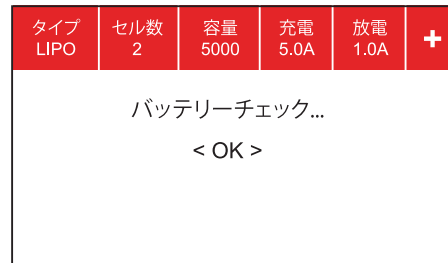 タイプ セル数 容量 充電 放電 +
LIPO 2 5000 5.0A 1.0A
バッテリーチェック...
< OK >